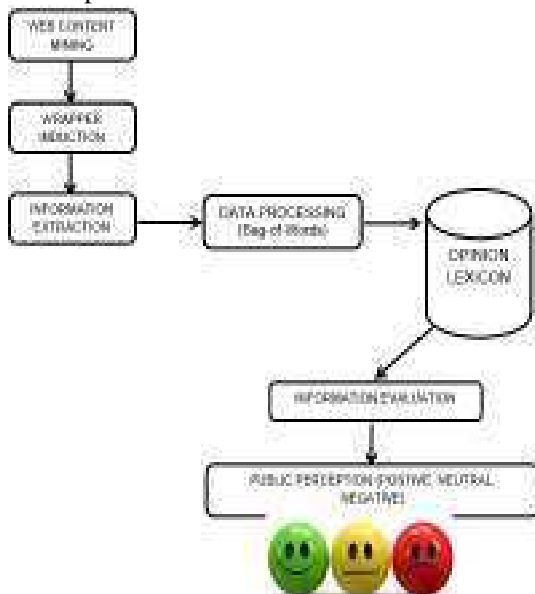 WEB CONTENT
MINING
WRAPPER
INDUCTION
INFORMATION
EXTRACTION
DATA PROCESSING
(Bag-of-Words)
OPINION
LEXICON
INFORMATION EVALUATION
PUBLIC PERCEPTION (POSTIVE, NEUTRAL,
NEGATIVE)